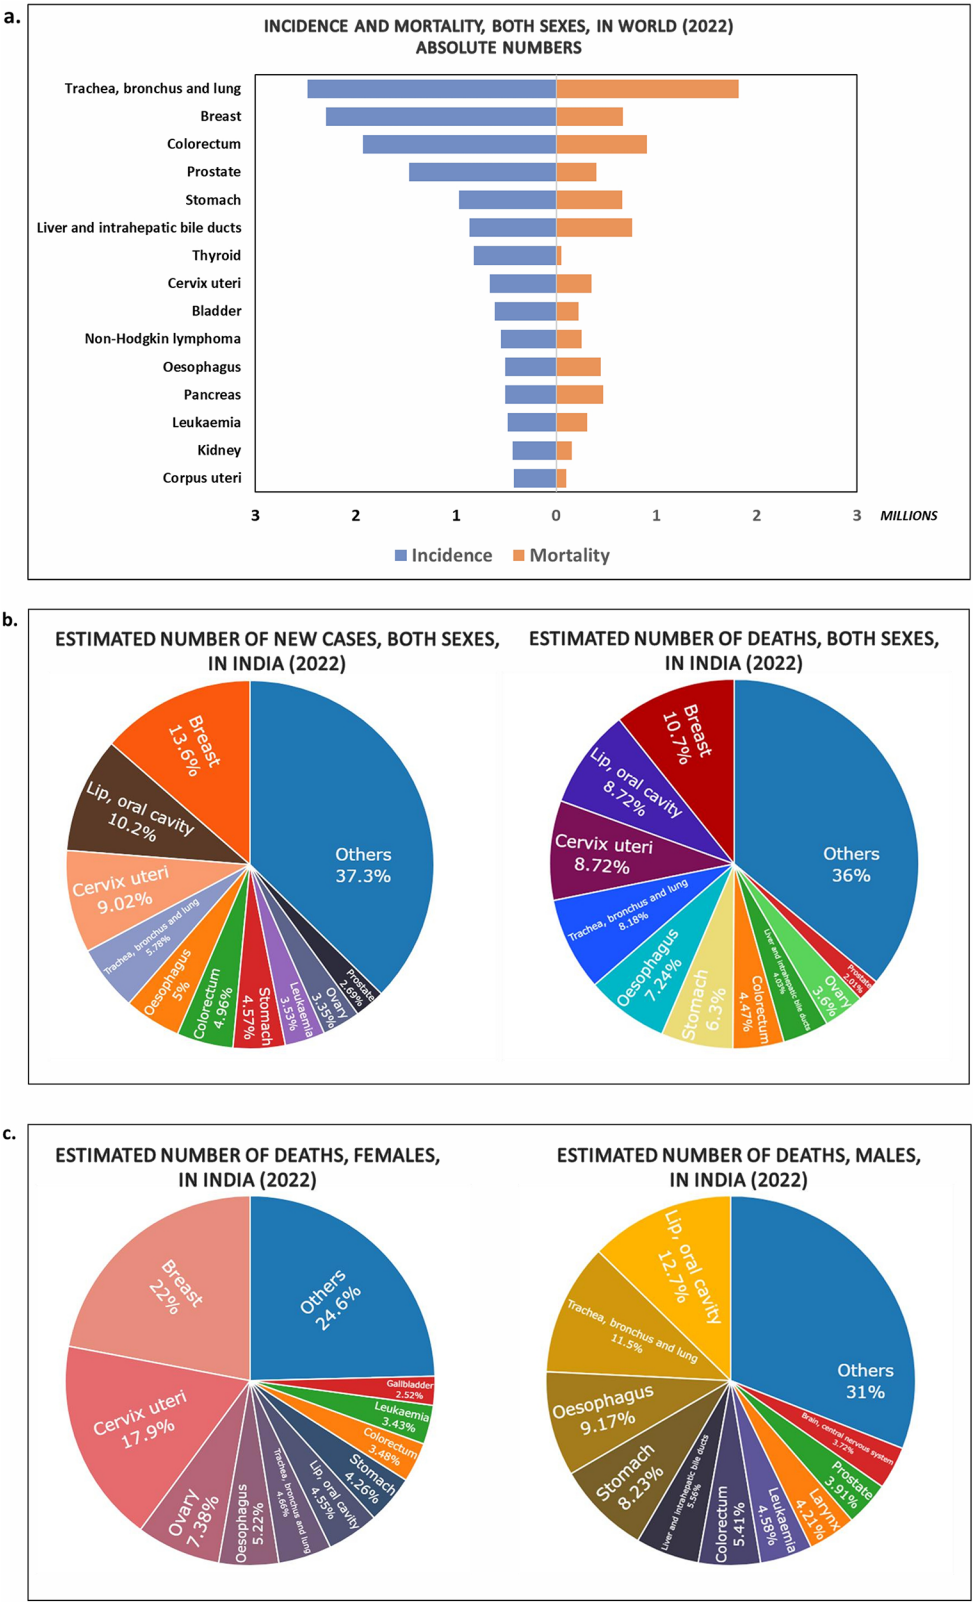 a.
INCIDENCE AND MORTALITY, BOTH SEXES, IN WORLD (2022)
ABSOLUTE NUMBERS
Trachea, bronchus and lung
Breast
Colorectum
Prostate
Stomach
Liver and intrahepatic bile ducts
Thyroid
Cervix uteri
Bladder
Non-Hodgkin lymphoma
Oesophagus
Pancreas
Leukaemia
Kidney
Corpus uteri
3 2 1 0 1 2 3 MILLIONS
Incidence Mortality
b.
ESTIMATED NUMBER OF NEW CASES, BOTH SEXES,
IN INDIA (2022)
Breast
13.6%
Lip, oral cavity
10.2%
Cervix uteri
9.02%
Trachea, bronchus and lung
5.78%
Oesophagus
5%
Colorectum
4.96%
Stomach
4.57%
Leukaemia
3.53%
Ovary
3.35%
Prostate
2.69%
Others
37.3%
ESTIMATED NUMBER OF DEATHS, BOTH SEXES,
IN INDIA (2022)
Breast
10.7%
Lip, oral cavity
8.72%
Cervix uteri
8.72%
Trachea, bronchus and lung
8.18%
Oesophagus
7.24%
Stomach
6.3%
Colorectum
4.47%
Liver and intrahepatic bile ducts
4.03%
Ovary
3.6%
Prostate
2.01%
Others
36%
c.
ESTIMATED NUMBER OF DEATHS, FEMALES,
IN INDIA (2022)
Breast
22%
Cervix uteri
17.9%
Ovary
7.38%
Oesophagus
5.22%
Trachea, bronchus and lung
4.66%
Lip, oral cavity
4.55%
Stomach
4.26%
Colorectum
3.48%
Leukaemia
3.43%
Gallbladder
2.52%
Others
24.6%
ESTIMATED NUMBER OF DEATHS, MALES,
IN INDIA (2022)
Lip, oral cavity
12.7%
Trachea, bronchus and lung
11.5%
Oesophagus
9.17%
Stomach
8.23%
Liver and intrahepatic bile ducts
5.56%
Colorectum
5.41%
Leukaemia
4.58%
Larynx
4.21%
Prostate
3.91%
Brain, central nervous system
3.72%
Others
31%